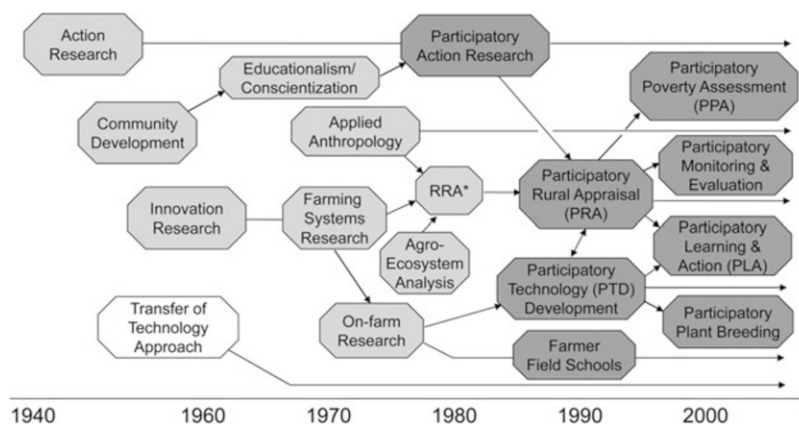 Action
Research
Participatory
Action Research
Educationalism/
Conscientization
Participatory
Poverty Assessment
(PPA)
Community
Development
Applied
Anthropology
Participatory
Monitoring &
Evaluation
Innovation
Research
Farming
Systems
Research
RRA*
Participatory
Rural Appraisal
(PRA)
Agro-
Ecosystem
Analysis
Participatory
Learning &
Action (PLA)
Participatory
Technology (PTD)
Development
Transfer of
Technology
Approach
On-farm
Research
Participatory
Plant Breeding
Farmer
Field Schools
1940 1960 1970 1980 1990 2000